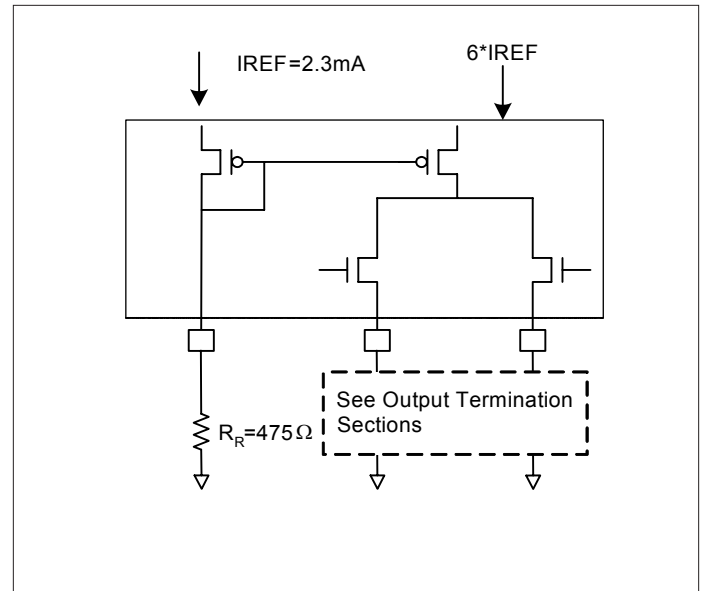 IREF=2.3mA
6*IREF
See Output Termination
Sections
R_R=475Ω